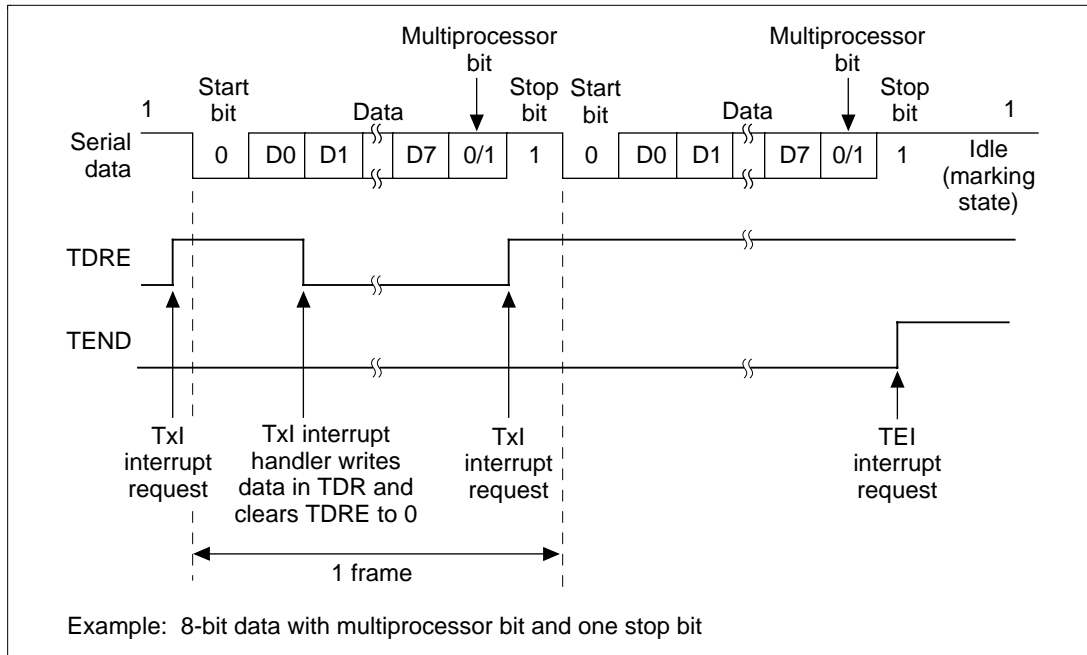 Multiprocessor bit
Multiprocessor bit
1
Start bit
Data
Stop bit
Start bit
Data
Stop bit
1
Serial data
0
D0
D1
D7
0/1
1
0
D0
D1
D7
0/1
1
Idle (marking state)
TDRE
TEND
TxI interrupt request
TxI interrupt handler writes data in TDR and clears TDRE to 0
TxI interrupt request
TEI interrupt request
1 frame
Example: 8-bit data with multiprocessor bit and one stop bit